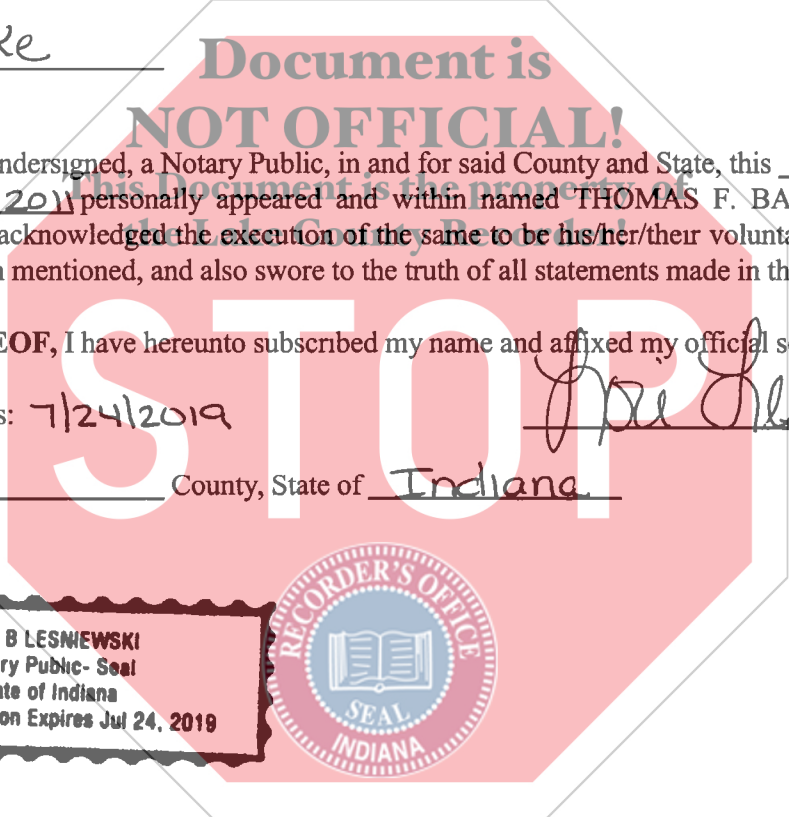 ke
Document is
NOT OFFICIAL!
ndersigned, a Notary Public, in and for said County and State, this
2011 personally appeared and within named THOMAS F. BA
This Document is the property of
acknowledged the execution of the same to be his/her/their volunta
the Lake County Recorder!
n mentioned, and also swore to the truth of all statements made in th
STOP
EOF, I have hereunto subscribed my name and affixed my official s
s: 7/24/2019
Lori Les
County, State of Indiana
B LESNIEWSKI
ry Public- Seal
te of Indiana
on Expires Jul 24, 2019
RECORDER'S OFFICE
SEAL
INDIANA